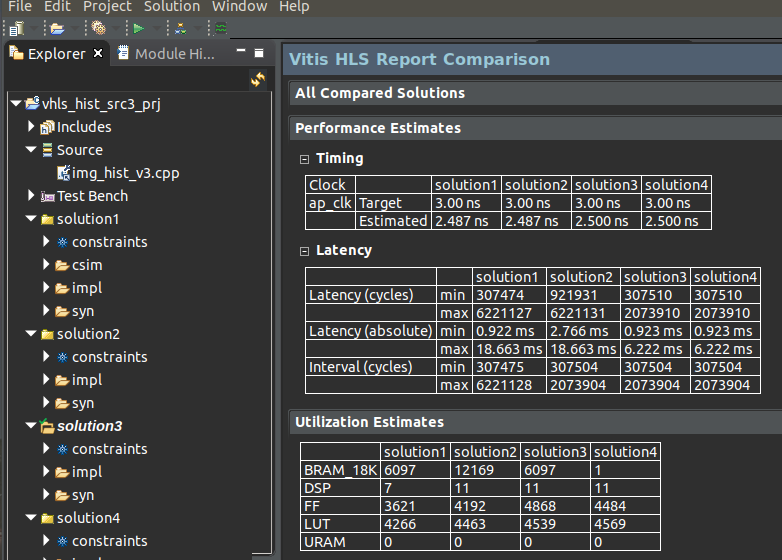 File Edit Project Solution Window Help
Explorer Module Hi...
Vitis HLS Report Comparison
vhls_hist_src3_prj
Includes
Source
img_hist_v3.cpp
Test Bench
solution1
constraints
csim
impl
syn
solution2
constraints
impl
syn
solution3
constraints
impl
syn
solution4
constraints
All Compared Solutions
Performance Estimates
Timing
Clock solution1 solution2 solution3 solution4
ap_clk Target 3.00 ns 3.00 ns 3.00 ns 3.00 ns
Estimated 2.487 ns 2.487 ns 2.500 ns 2.500 ns
Latency
solution1 solution2 solution3 solution4
Latency (cycles) min 307474 921931 307510 307510
max 6221127 6221131 2073910 2073910
Latency (absolute) min 0.922 ms 2.766 ms 0.923 ms 0.923 ms
max 18.663 ms 18.663 ms 6.222 ms 6.222 ms
Interval (cycles) min 307475 307504 307504 307504
max 6221128 2073904 2073904 2073904
Utilization Estimates
solution1 solution2 solution3 solution4
BRAM_18K 6097 12169 6097 1
DSP 7 11 11 11
FF 3621 4192 4868 4484
LUT 4266 4463 4539 4569
URAM 0 0 0 0